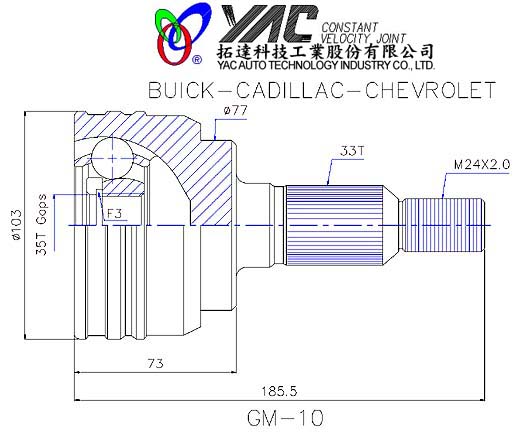 YAC CONSTANT
VELOCITY JOINT
拓達科技工業股份有限公司
YAC AUTO TECHNOLOGY INDUSTRY CO., LTD.
BUICK-CADILLAC-CHEVROLET
ø77
33T
M24X2.0
F3
35T Gaps
ø103
73
185.5
GM-10